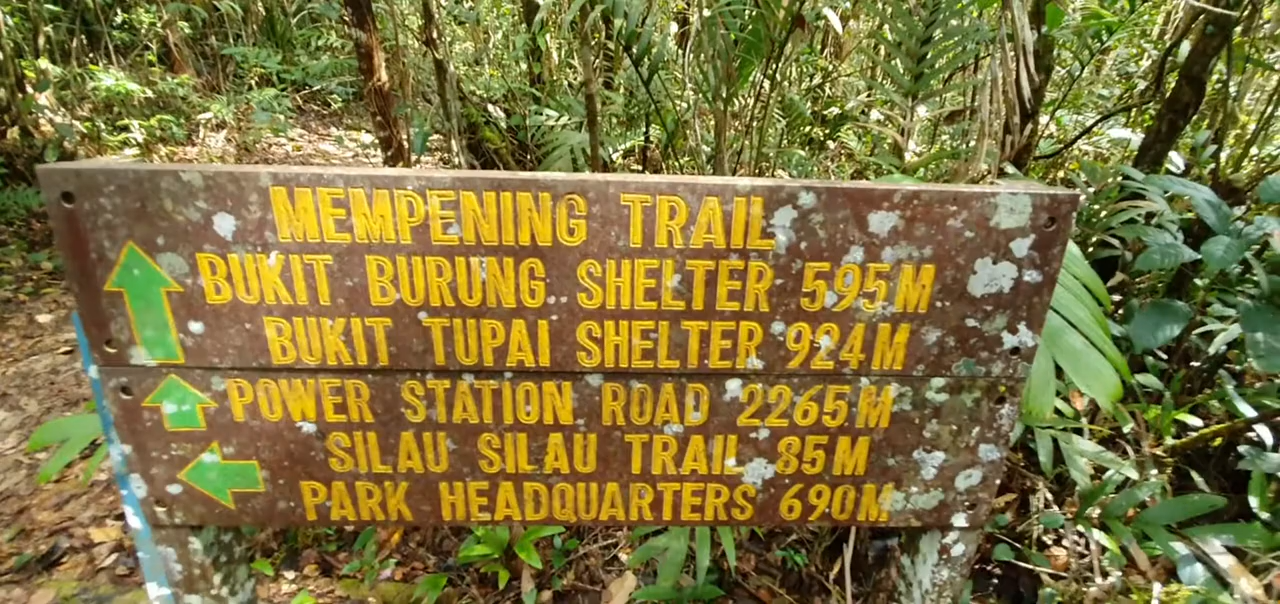 MEMPENING TRAIL
BUKIT BURUNG SHELTER 595M
BUKIT TUPAI SHELTER 924M
POWER STATION ROAD 2265M
SILAU SILAU TRAIL 85M
PARK HEADQUARTERS 690M